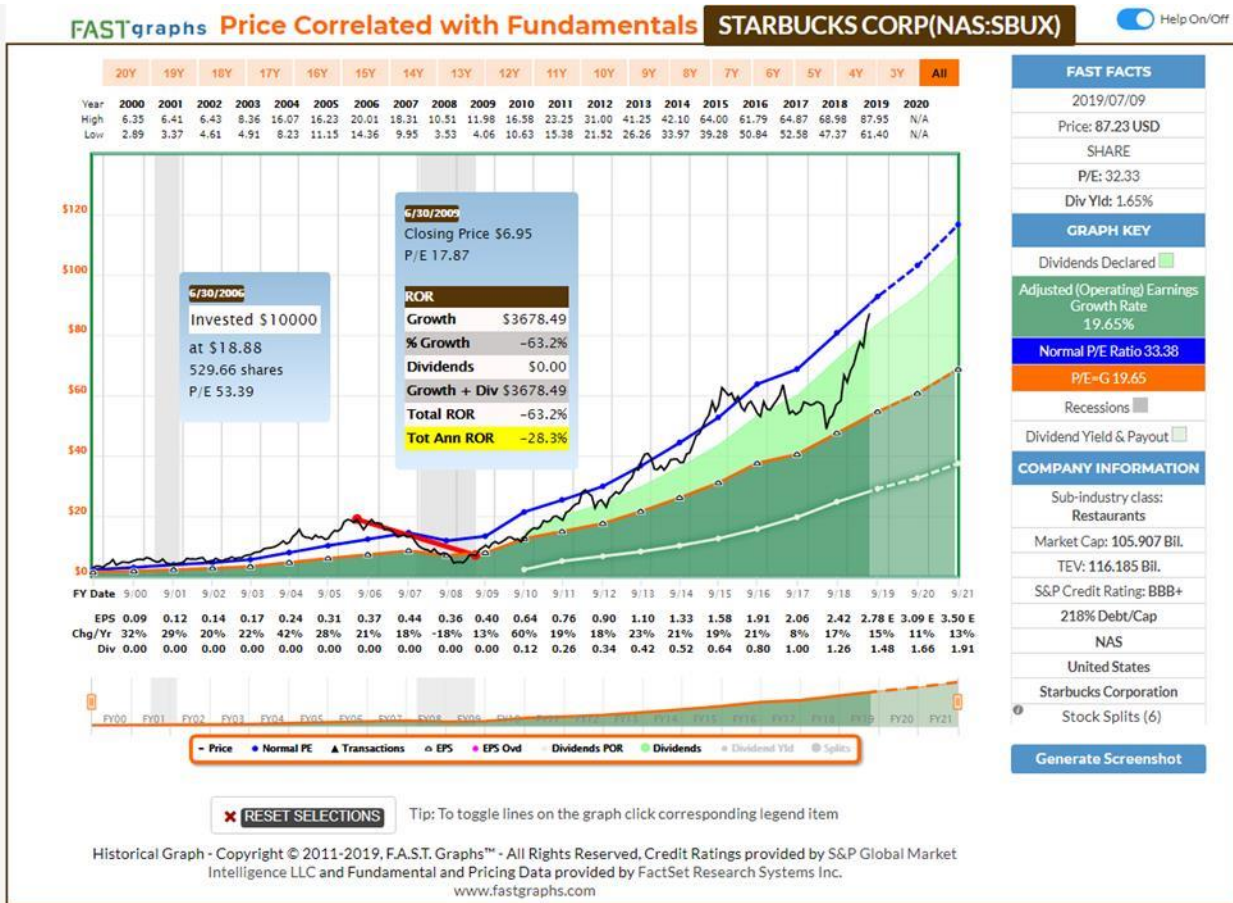 FAST graphs Price Correlated with Fundamentals STARBUCKS CORP(NAS:SBUX)
Help On/Off
20Y 19Y 18Y 17Y 16Y 15Y 14Y 13Y 12Y 11Y 10Y 9Y 8Y 7Y 6Y 5Y 4Y 3Y All
Year 2000 2001 2002 2003 2004 2005 2006 2007 2008 2009 2010 2011 2012 2013 2014 2015 2016 2017 2018 2019 2020
High 6.35 6.41 6.43 8.36 16.07 16.23 20.01 18.31 10.51 11.98 16.58 23.25 31.00 41.25 42.10 64.00 61.79 64.87 68.98 87.95 N/A
Low 2.89 3.37 4.61 4.91 8.23 11.15 14.36 9.95 3.53 4.06 10.63 15.38 21.52 26.26 33.97 39.28 50.84 52.58 47.37 61.40 N/A
$120
$100
$80
$60
$40
$20
$0
6/30/2006
Invested $10000
at $18.88
529.66 shares
P/E 53.39
6/30/2009
Closing Price $6.95
P/E 17.87
ROR
Growth $3678.49
% Growth -63.2%
Dividends $0.00
Growth + Div $3678.49
Total ROR -63.2%
Tot Ann ROR -28.3%
FY Date 9/00 9/01 9/02 9/03 9/04 9/05 9/06 9/07 9/08 9/09 9/10 9/11 9/12 9/13 9/14 9/15 9/16 9/17 9/18 9/19 9/20 9/21
EPS 0.09 0.12 0.14 0.17 0.24 0.31 0.37 0.44 0.36 0.40 0.64 0.76 0.90 1.10 1.33 1.58 1.91 2.06 2.42 2.78 E 3.09 E 3.50 E
Chg/Yr 32% 29% 20% 22% 42% 28% 21% 18% -18% 13% 60% 19% 18% 23% 21% 19% 21% 8% 17% 15% 11% 13%
Div 0.00 0.00 0.00 0.00 0.00 0.00 0.00 0.00 0.00 0.00 0.12 0.26 0.34 0.42 0.52 0.64 0.80 1.00 1.26 1.48 1.66 1.91
FY00 FY01 FY02 FY03 FY04 FY05 FY06 FY07 FY08 FY09 FY10 FY11 FY12 FY13 FY14 FY15 FY16 FY17 FY18 FY19 FY20 FY21
Price Normal PE Transactions EPS EPS Ovd Dividends POR Dividends Dividend Yld Splits
RESET SELECTIONS
Tip: To toggle lines on the graph click corresponding legend item
Historical Graph - Copyright © 2011-2019, F.A.S.T. Graphs™ - All Rights Reserved, Credit Ratings provided by S&P Global Market
Intelligence LLC and Fundamental and Pricing Data provided by FactSet Research Systems Inc.
www.fastgraphs.com
FAST FACTS
2019/07/09
Price: 87.23 USD
SHARE
P/E: 32.33
Div Yld: 1.65%
GRAPH KEY
Dividends Declared
Adjusted (Operating) Earnings
Growth Rate
19.65%
Normal P/E Ratio 33.38
P/E=G 19.65
Recessions
Dividend Yield & Payout
COMPANY INFORMATION
Sub-industry class:
Restaurants
Market Cap: 105.907 Bil.
TEV: 116.185 Bil.
S&P Credit Rating: BBB+
218% Debt/Cap
NAS
United States
Starbucks Corporation
Stock Splits (6)
Generate Screenshot